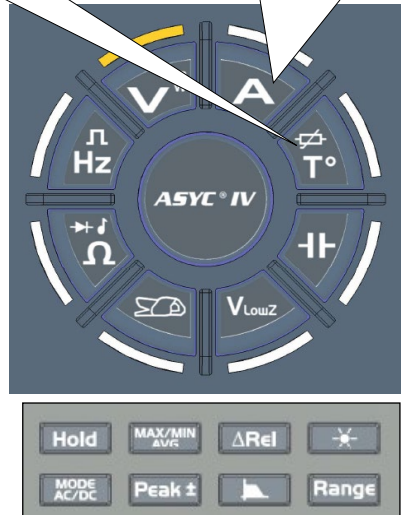 V A
Hz T°
ASYC® IV
Ω
VLowZ
Hold MAX/MIN AVG ΔRel
MODE AC/DC Peak ± Range